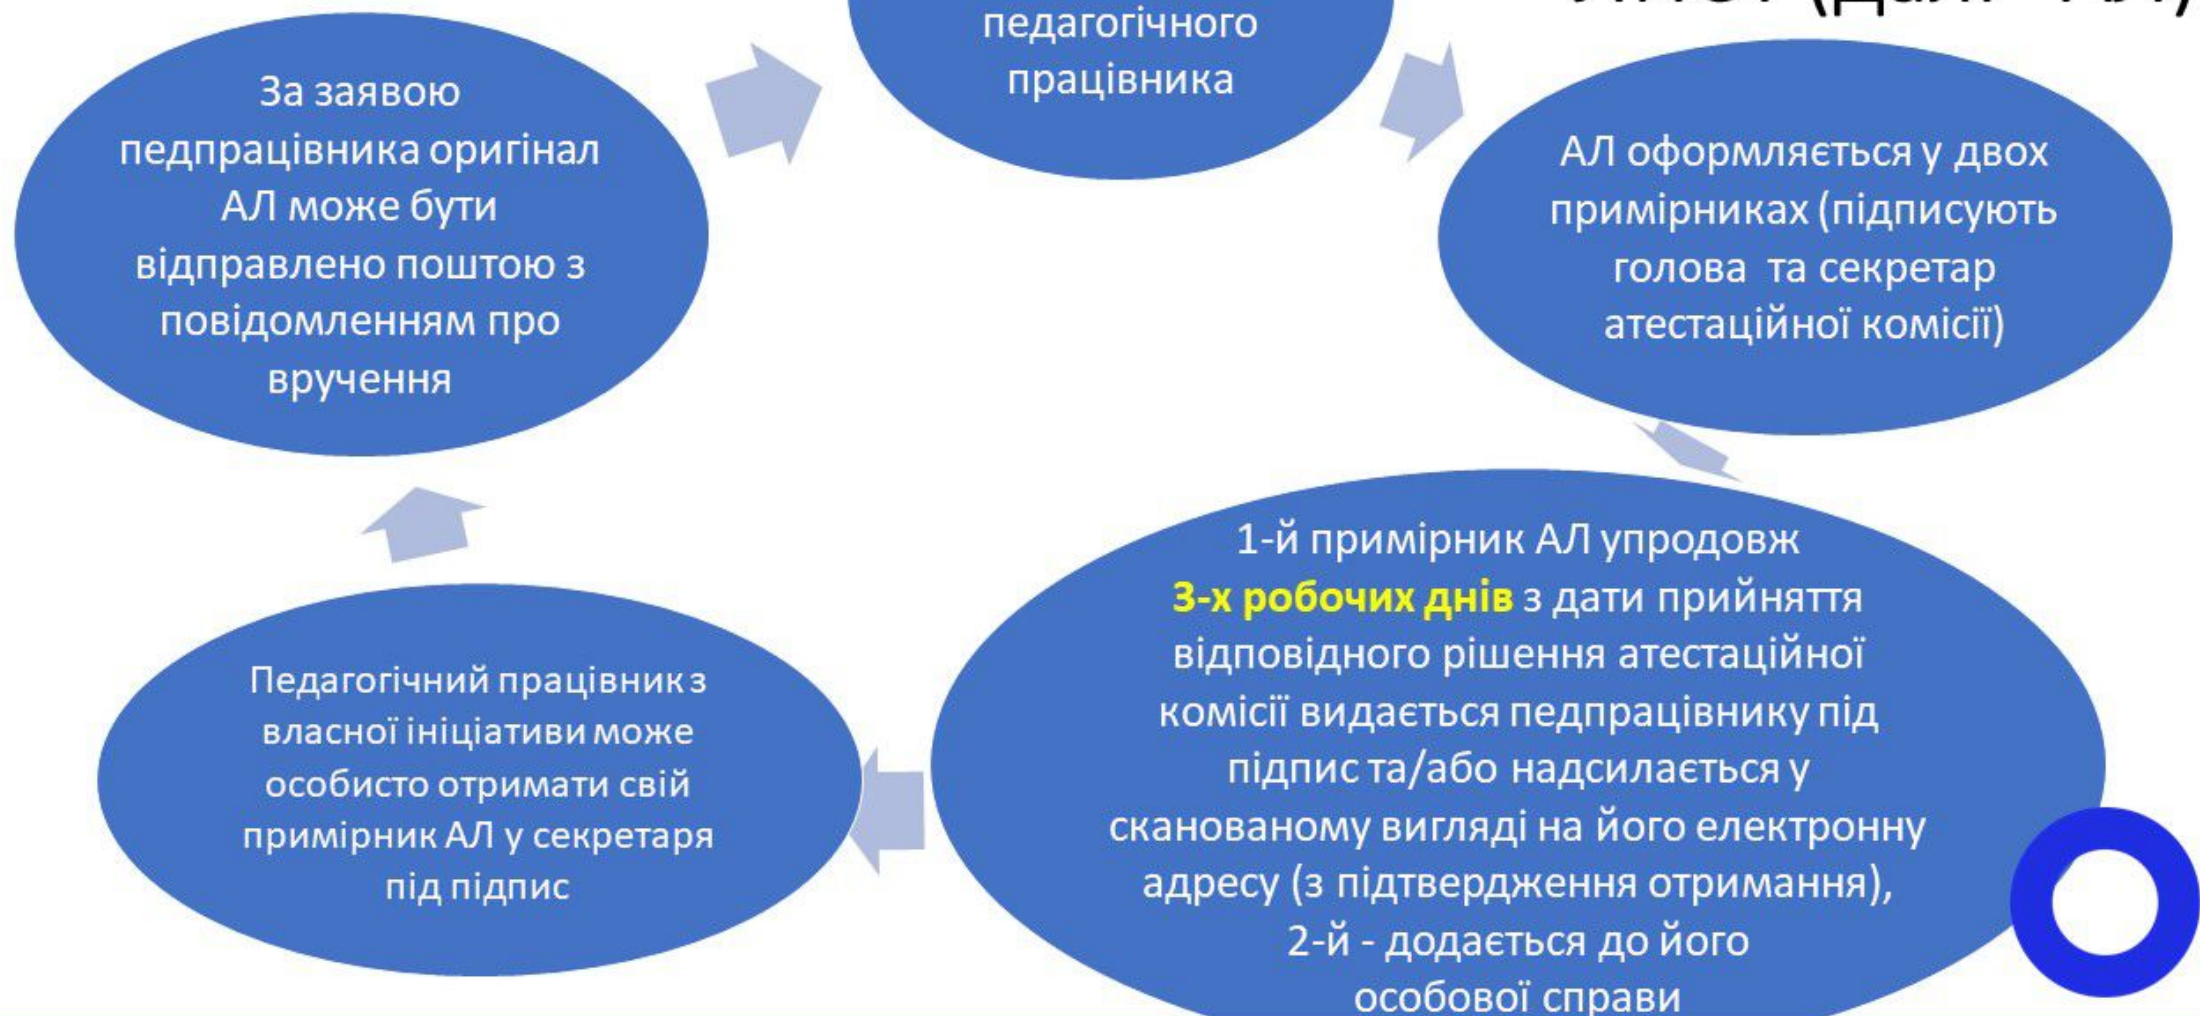 педагогічного
працівника
За заявою
педпрацівника оригінал
АЛ може бути
відправлено поштою з
повідомленням про
вручення
АЛ оформляється у двох
примірниках (підписують
голова та секретар
атестаційної комісії)
1-й примірник АЛ упродовж
3-х робочих днів з дати прийняття
відповідного рішення атестаційної
комісії видається педпрацівнику під
підпис та/або надсилається у
сканованому вигляді на його електронну
адресу (з підтвердження отримання),
2-й - додається до його
особової справи
Педагогічний працівник з
власної ініціативи може
особисто отримати свій
примірник АЛ у секретаря
під підпис